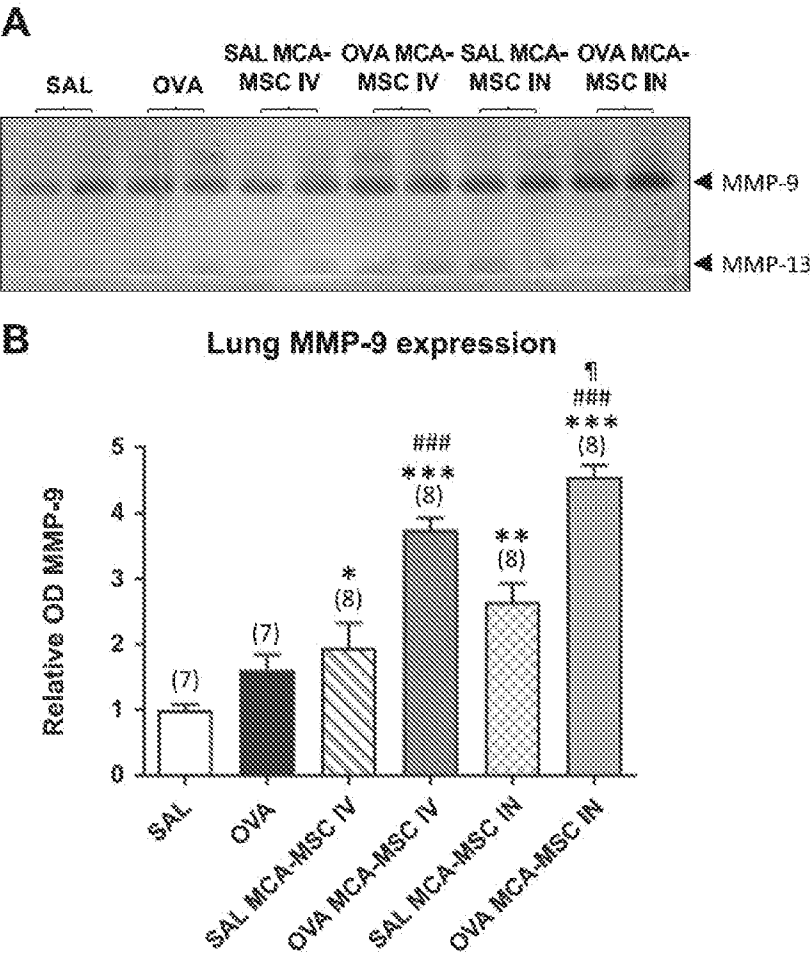 A
SAL OVA SAL MCA-MSC IV OVA MCA-MSC IV SAL MCA-MSC IN OVA MCA-MSC IN
MMP-9
MMP-13
B
Lung MMP-9 expression
¶
###
***
(8)
###
***
(8)
**
(8)
*
(8)
(7)
(7)
5
4
3
2
1
0
Relative OD MMP-9
SAL
OVA
SAL MCA-MSC IV
OVA MCA-MSC IV
SAL MCA-MSC IN
OVA MCA-MSC IN